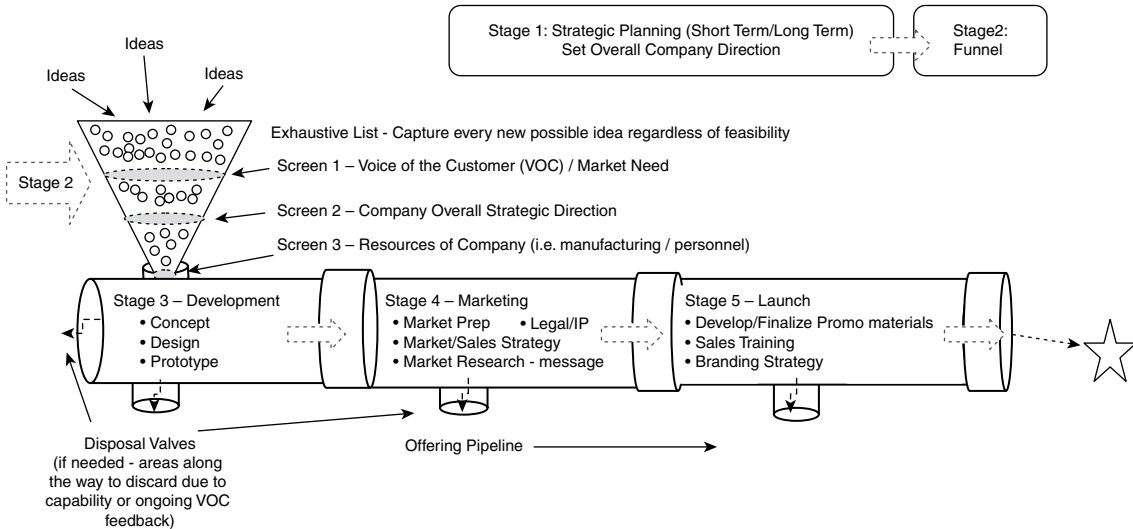 Stage 1: Strategic Planning (Short Term/Long Term)
Set Overall Company Direction
Stage2:
Funnel
Ideas
Ideas
Ideas
Exhaustive List - Capture every new possible idea regardless of feasibility
Screen 1 – Voice of the Customer (VOC) / Market Need
Stage 2
Screen 2 – Company Overall Strategic Direction
Screen 3 – Resources of Company (i.e. manufacturing / personnel)
Stage 3 – Development
• Concept
• Design
• Prototype
Stage 4 – Marketing
• Market Prep • Legal/IP
• Market/Sales Strategy
• Market Research - message
Stage 5 – Launch
• Develop/Finalize Promo materials
• Sales Training
• Branding Strategy
Disposal Valves
(if needed - areas along
the way to discard due to
capability or ongoing VOC
feedback)
Offering Pipeline